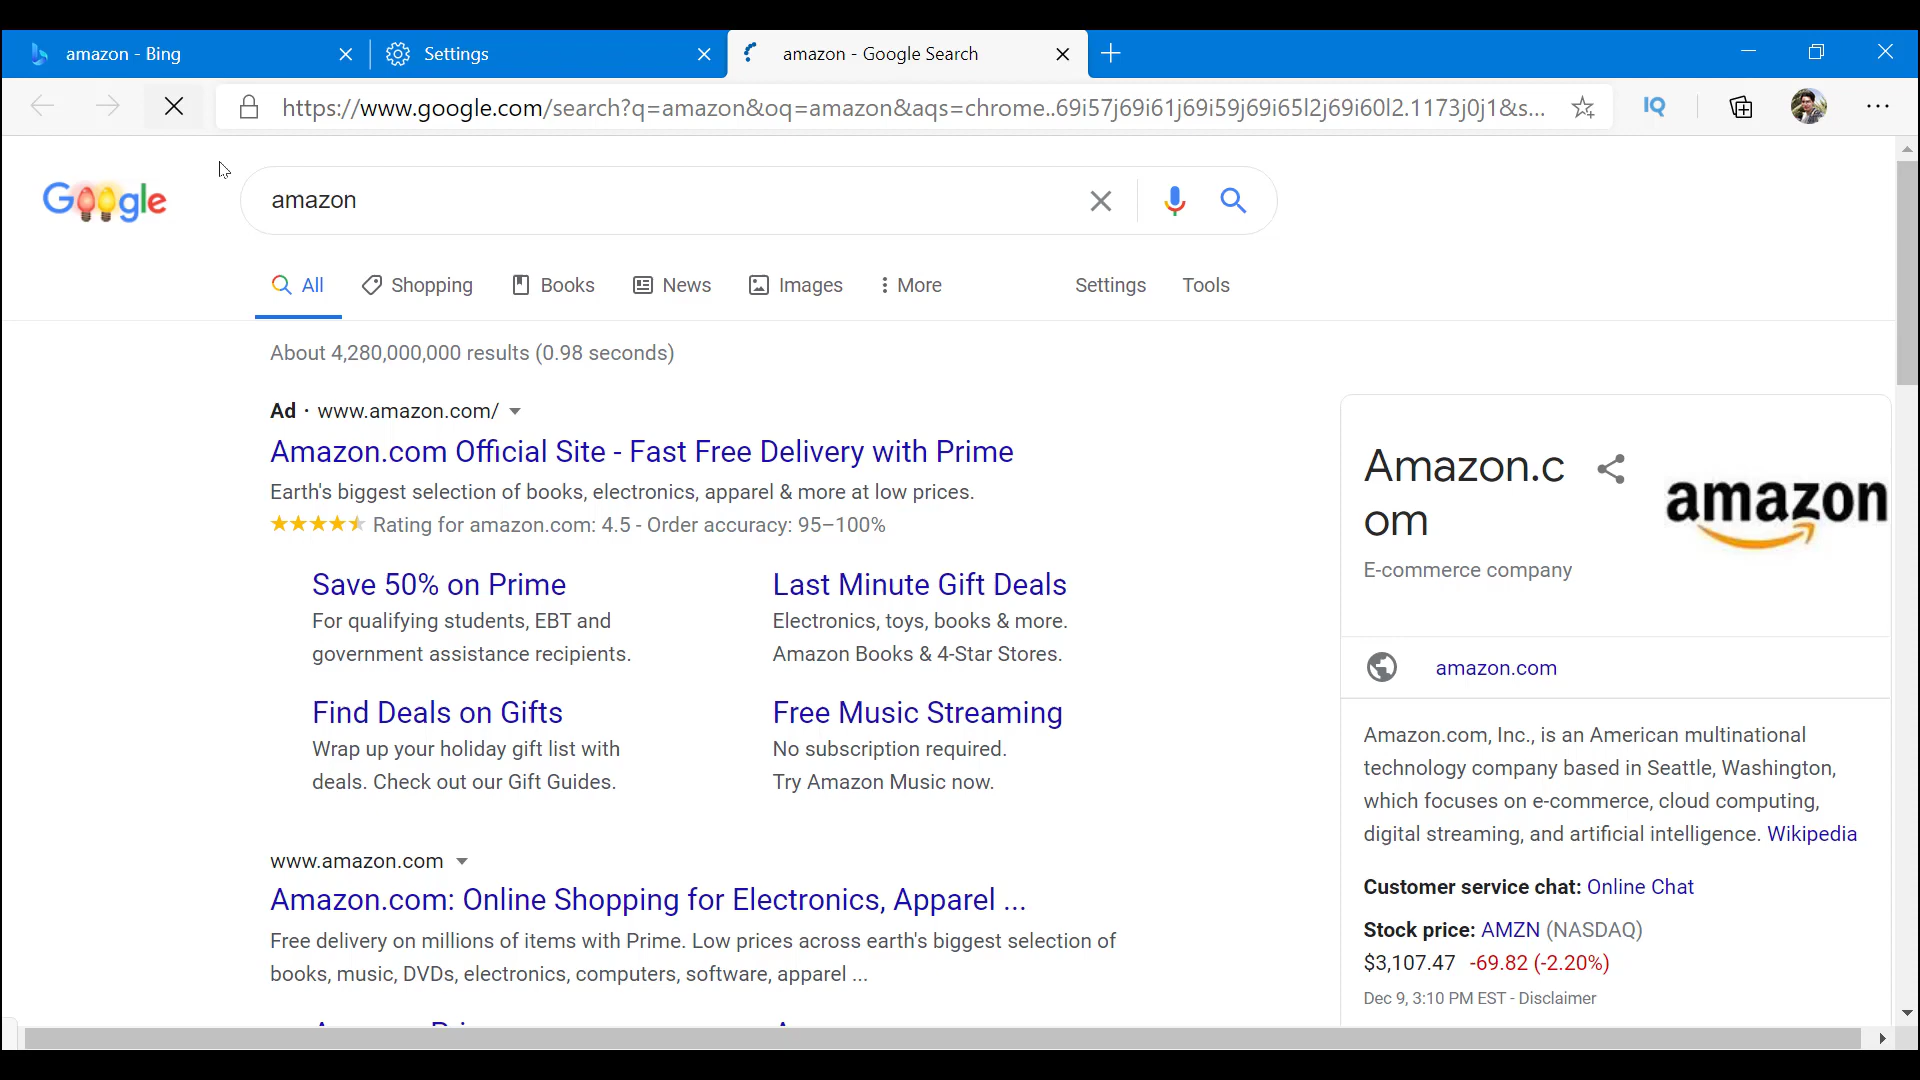 amazon - Bing
Settings
amazon - Google Search
https://www.google.com/search?q=amazon&oq=amazon&aqs=chrome..69i57j69i61j69i59j69i65l2j69i60l2.1173j0j1&s...
IQ
Google
amazon
All
Shopping
Books
News
Images
More
Settings
Tools
About 4,280,000,000 results (0.98 seconds)
Ad · www.amazon.com/
Amazon.com Official Site - Fast Free Delivery with Prime
Earth's biggest selection of books, electronics, apparel & more at low prices.
Rating for amazon.com: 4.5 - Order accuracy: 95–100%
Save 50% on Prime
For qualifying students, EBT and
government assistance recipients.
Last Minute Gift Deals
Electronics, toys, books & more.
Amazon Books & 4-Star Stores.
Find Deals on Gifts
Wrap up your holiday gift list with
deals. Check out our Gift Guides.
Free Music Streaming
No subscription required.
Try Amazon Music now.
www.amazon.com
Amazon.com: Online Shopping for Electronics, Apparel ...
Free delivery on millions of items with Prime. Low prices across earth's biggest selection of
books, music, DVDs, electronics, computers, software, apparel ...
Amazon.c
om
amazon
E-commerce company
amazon.com
Amazon.com, Inc., is an American multinational
technology company based in Seattle, Washington,
which focuses on e-commerce, cloud computing,
digital streaming, and artificial intelligence. Wikipedia
Customer service chat: Online Chat
Stock price: AMZN (NASDAQ)
$3,107.47 -69.82 (-2.20%)
Dec 9, 3:10 PM EST - Disclaimer